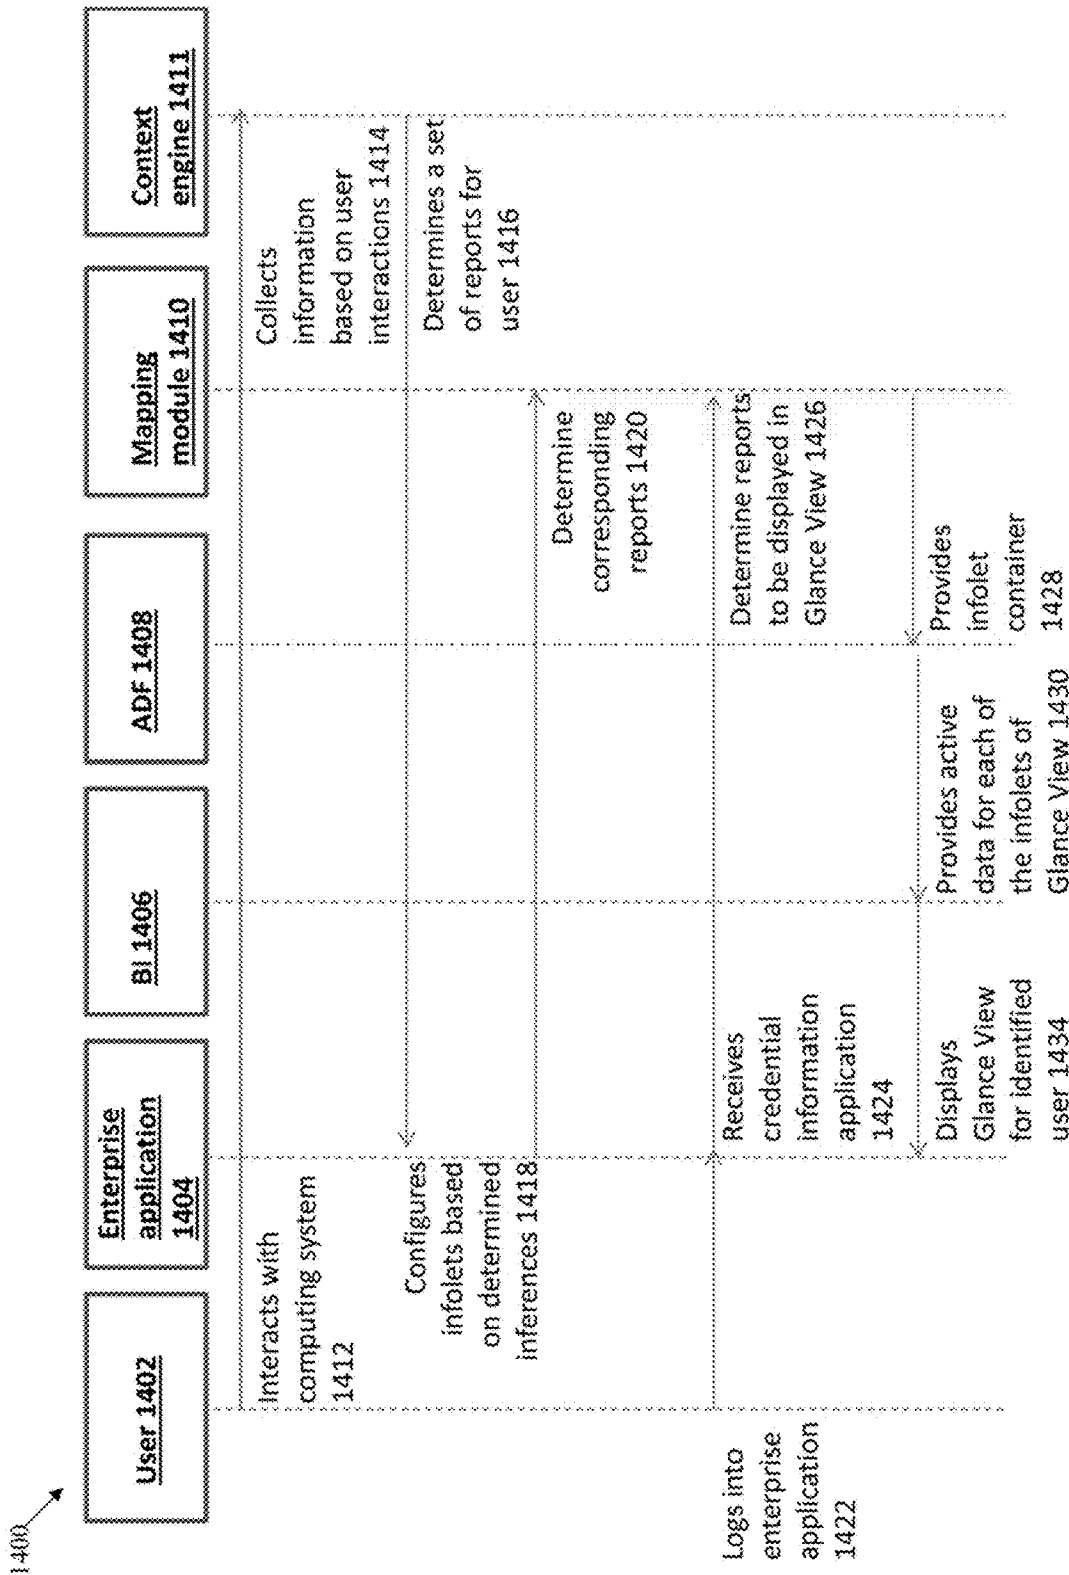 1400
User 1402
Enterprise
application
1404
BI 1406
ADF 1408
Mapping
module 1410
Context
engine 1411
Interacts with
computing system
1412
Collects
information
based on user
interactions 1414
Determines a set
of reports for
user 1416
Configures
infolets based
on determined
inferences 1418
Determine
corresponding
reports 1420
Logs into
enterprise
application
1422
Receives
credential
information
application
1424
Determine reports
to be displayed in
Glance View 1426
Provides
infolet
container
1428
Provides active
data for each of
the infolets of
Glance View 1430
Displays
Glance View
for identified
user 1434